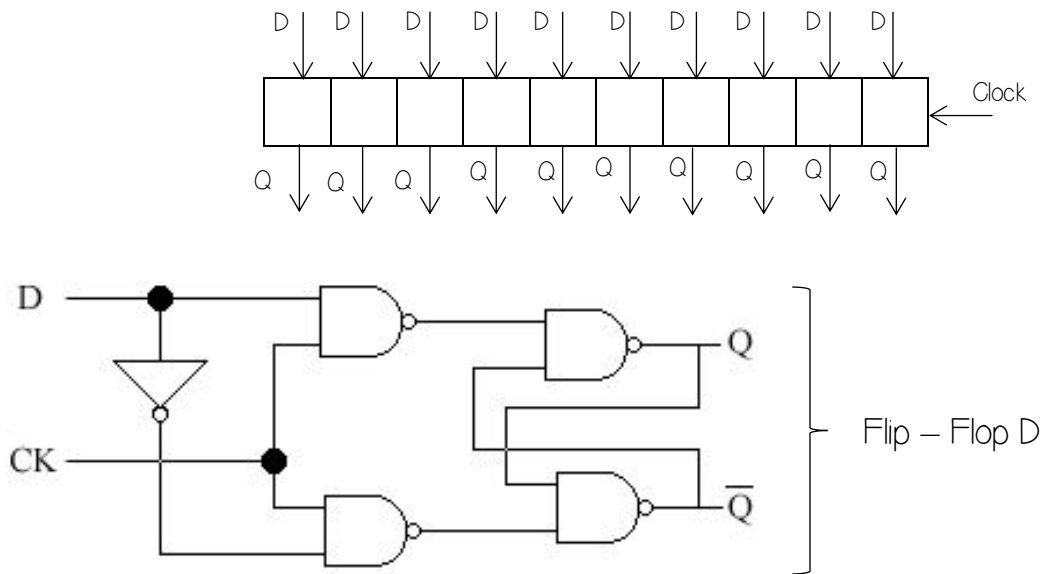 D D D D D D D D D D
Clock
Q Q Q Q Q Q Q Q Q Q
D
Q
CK
Flip – Flop D
Q̅